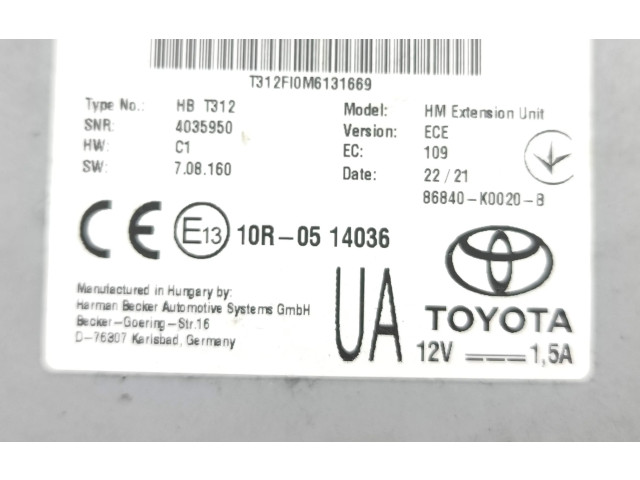 T312FI0M6131669
Type No.: HB T312 Model: HM Extension Unit
SNR: 4035950 Version: ECE
HW: C1 EC: 109
SW: 7.08.160 Date: 22/21
86840-K0020-B
CE E13 10R-05 14036
Manufactured in Hungary by:
Harman Becker Automotive Systems GmbH
Becker-Goering-Str.16
D-76307 Karlsbad, Germany
UA
TOYOTA
12V 1,5A